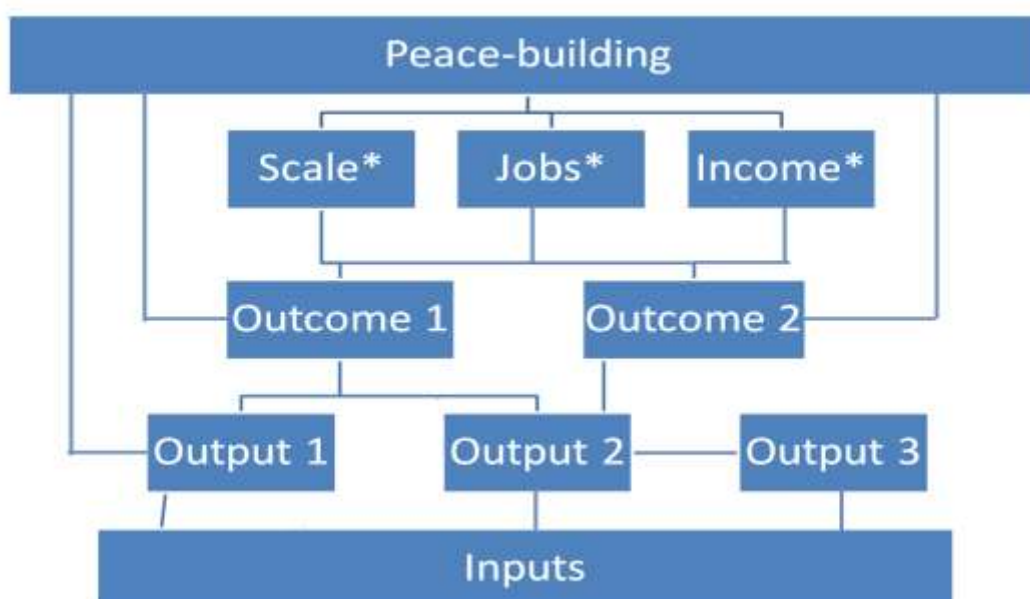 Peace-building
Scale* Jobs* Income*
Outcome 1 Outcome 2
Output 1 Output 2 Output 3
Inputs